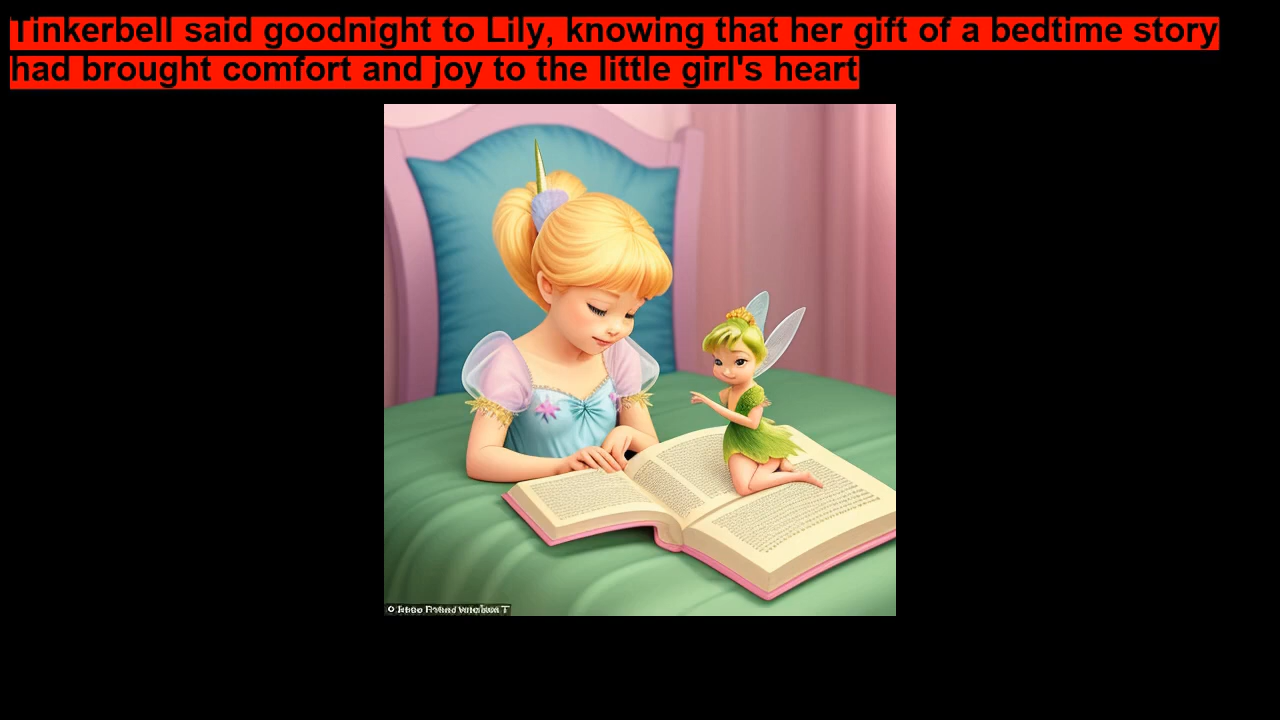 Tinkerbell said goodnight to Lily, knowing that her gift of a bedtime story
had brought comfort and joy to the little girl's heart